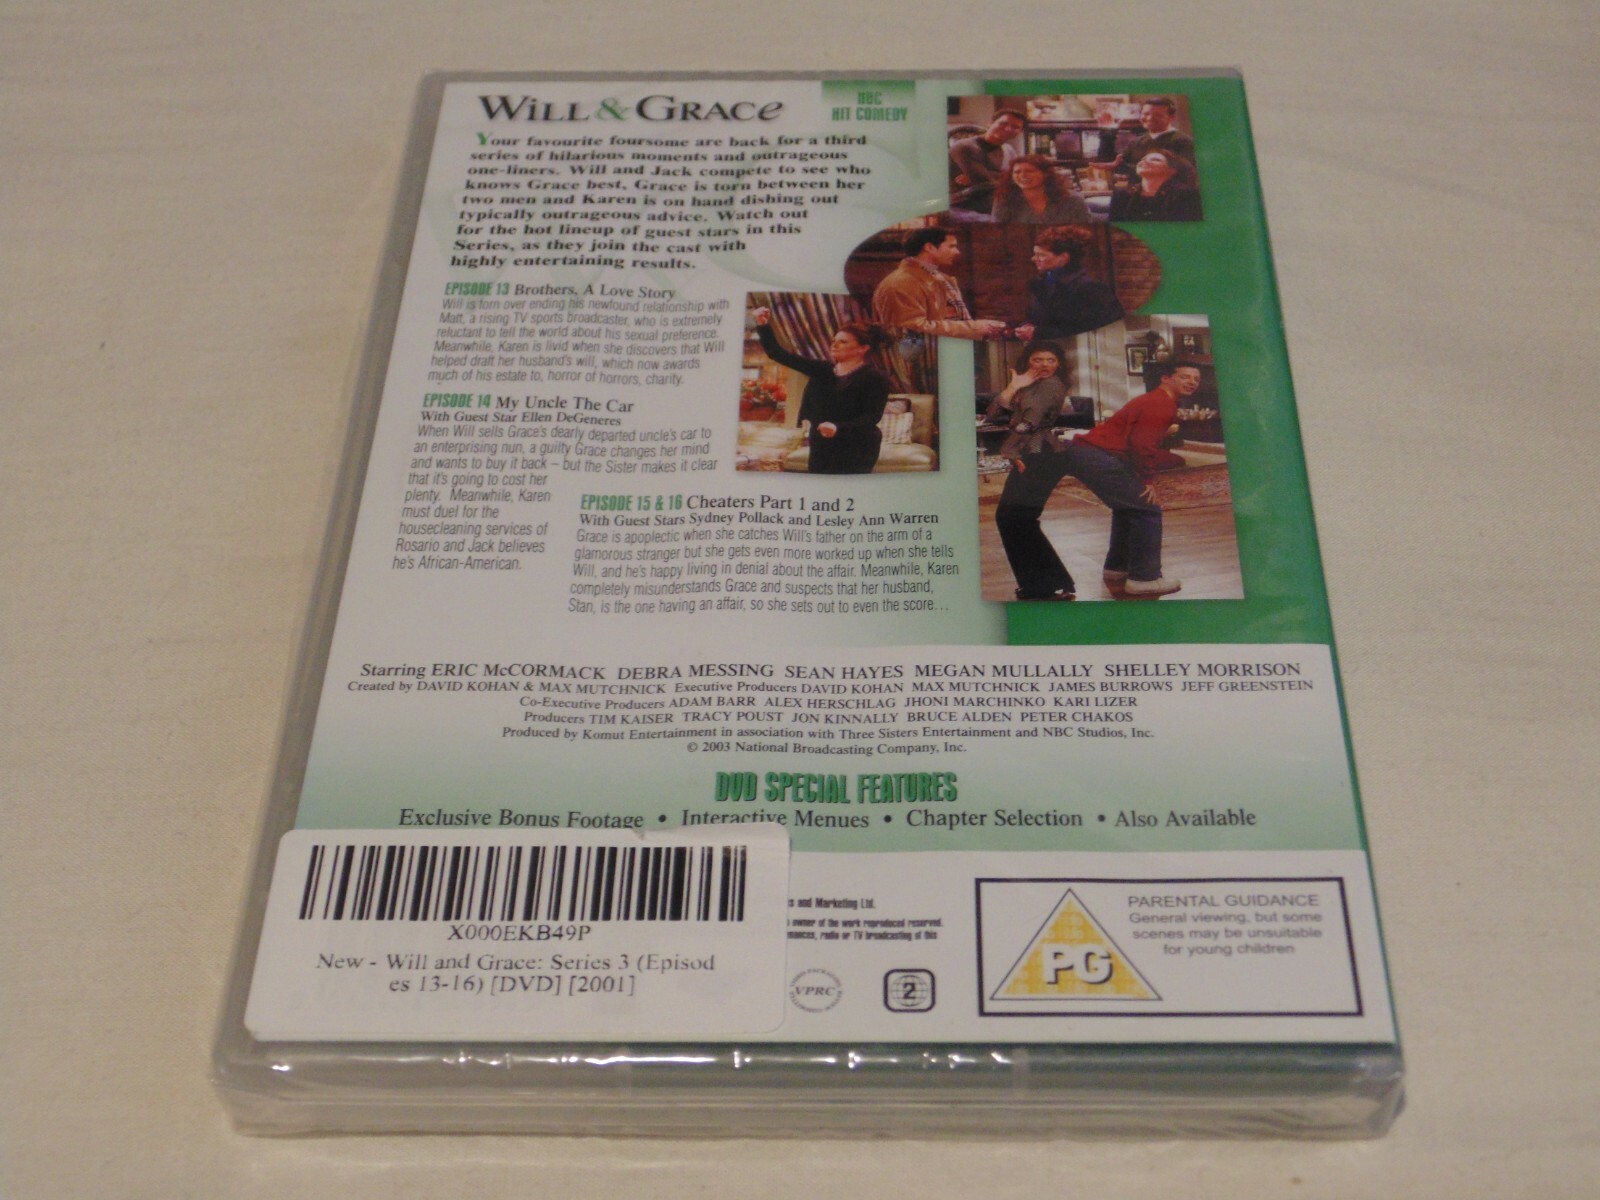 WiLL & GRACE
NBC
HIT COMEDY
Your favourite foursome are back for a third
series of hilarious moments and outrageous
one-liners. Will and Jack compete to see who
knows Grace best, Grace is torn between her
two men and Karen is on hand dishing out
typically outrageous advice. Watch out
for the hot lineup of guest stars in this
Series, as they join the cast with
highly entertaining results.
EPISODE 13 Brothers, A Love Story
Will is torn over ending his newfound relationship with
Matt, a rising TV sports broadcaster, who is extremely
reluctant to tell the world about his sexual preference.
Meanwhile, Karen is livid when she discovers that Will
helped draft her husband's will, which now awards
much of his estate to, horror of horrors, charity.
EPISODE 14 My Uncle The Car
With Guest Star Ellen DeGeneres
When Will sells Grace's dearly departed uncle's car to
an enterprising nun, a guilty Grace changes her mind
and wants to buy it back – but the Sister makes it clear
that it's going to cost her
plenty. Meanwhile, Karen
must duel for the
housecleaning services of
Rosario and Jack believes
he's African-American.
EPISODE 15 & 16 Cheaters Part 1 and 2
With Guest Stars Sydney Pollack and Lesley Ann Warren
Grace is apoplectic when she catches Will's father on the arm of a
glamorous stranger but she gets even more worked up when she tells
Will, and he's happy living in denial about the affair. Meanwhile, Karen
completely misunderstands Grace and suspects that her husband,
Stan, is the one having an affair, so she sets out to even the score...
Starring ERIC McCORMACK DEBRA MESSING SEAN HAYES MEGAN MULLALLY SHELLEY MORRISON
Created by DAVID KOHAN & MAX MUTCHNICK Executive Producers DAVID KOHAN MAX MUTCHNICK JAMES BURROWS JEFF GREENSTEIN
Co-Executive Producers ADAM BARR ALEX HERSCHLAG JHONI MARCHINKO KARI LIZER
Producers TIM KAISER TRACY POUST JON KINNALLY BRUCE ALDEN PETER CHAKOS
Produced by Komut Entertainment in association with Three Sisters Entertainment and NBC Studios, Inc.
© 2003 National Broadcasting Company, Inc.
DVD SPECIAL FEATURES
Exclusive Bonus Footage • Interactive Menues • Chapter Selection • Also Available
X000EKB49P
New - Will and Grace: Series 3 (Episod
es 13-16) [DVD] [2001]
s and Marketing Ltd.
owner of the work reproduced reserved.
mances, radio or TV broadcasting of this
VPRC
2
PG
PARENTAL GUIDANCE
General viewing, but some
scenes may be unsuitable
for young children